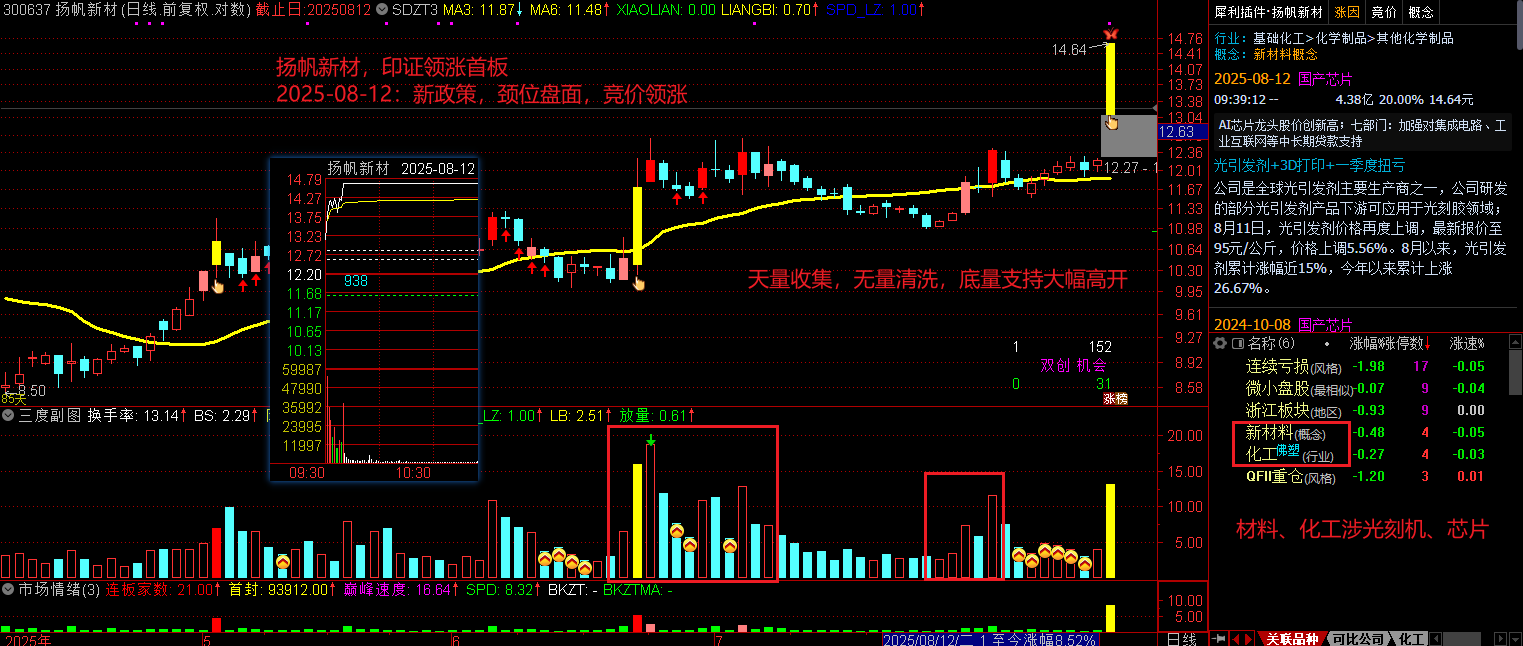 300637 扬帆新材(日线.前复权.对数) 截止日:20250812 SDZT3 MA3: 11.87↓ MA6: 11.48↑ XIAOLIAN: 0.00 LIANGBI: 0.70↑ SPD_LZ: 1.00↑
扬帆新材，印证领涨首板
2025-08-12：新政策，颈位盘面，竞价领涨
14.64
14.76
14.41
14.07
13.73
13.38
13.04
12.63
12.36
12.01
11.67
11.33
10.98
10.64
10.30
9.95
9.61
9.27
8.92
8.58
12.27 - 1
扬帆新材 2025-08-12
14.79
14.27
13.75
13.23
12.72
12.20
11.68
11.17
10.65
10.13
59887
47890
35992
23995
11997
938
09:30 10:30
天量收集，无量清洗，底量支持大幅高开
1 152
双创 机会
0 31
涨榜
8.50
85天
三度副图 换手率: 13.14↑ BS: 2.29↑
LZ: 1.00↑ LB: 2.51↑ 放量: 0.61↑
20.00
15.00
10.00
5.00
市场情绪(3) 连板家数: 21.00↑ 首封: 93912.00↑ 巅峰速度: 16.64↑ SPD: 8.32↑ BKZT: - BKZTMA: -
10.00
5.00
2025年 5 6 7 2025/08/12/二 1 至今涨幅8.52% 日线
犀利插件·扬帆新材 涨因 竞价 概念
行业: 基础化工>化学制品>其他化学制品
概念: 新材料概念
2025-08-12 国产芯片
09:39:12 -- 4.38亿 20.00% 14.64元
AI芯片龙头股价创新高；七部门：加强对集成电路、工
业互联网等中长期贷款支持
光引发剂+3D打印+一季度扭亏
公司是全球光引发剂主要生产商之一，公司研发
的部分光引发剂产品下游可应用于光刻胶领域；
8月11日，光引发剂价格再度上调，最新报价至
95元/公斤，价格上调5.56%。8月以来，光引发
剂累计涨幅近15%，今年以来累计上涨
26.67%。
2024-10-08 国产芯片
名称(6) 涨幅% 涨停数↓ 涨速%
连续亏损(风格) -1.98 17 -0.05
微小盘股(最相似) -0.07 9 -0.04
浙江板块(地区) -0.93 9 0.00
新材料(概念) -0.48 4 -0.05
化工佛塑(行业) -0.27 4 -0.03
QFII重仓(风格) -1.20 3 0.01
材料、化工涉光刻机、芯片
关联品种 可比公司 化工